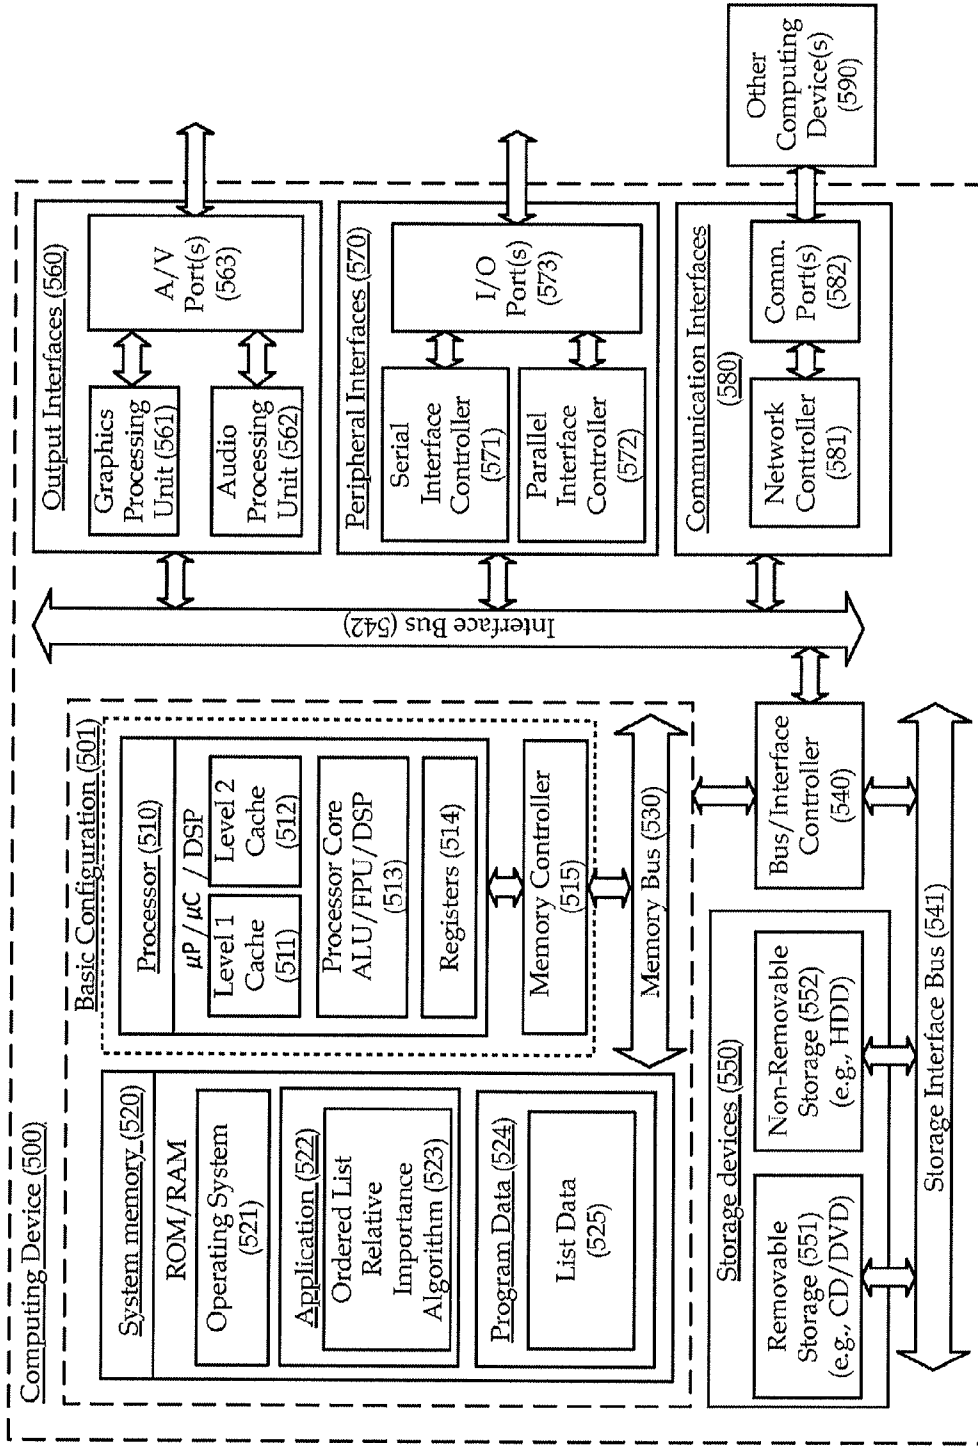 Computing Device (500)
Basic Configuration (501)
System memory (520)
ROM/RAM
Operating System
(521)
Application (522)
Ordered List
Relative
Importance
Algorithm (523)
Program Data (524)
List Data
(525)
Processor (510)
µP / µC / DSP
Level 1
Cache
(511)
Level 2
Cache
(512)
Processor Core
ALU/FPU/DSP
(513)
Registers (514)
Memory Controller
(515)
Memory Bus (530)
Storage devices (550)
Removable
Storage (551)
(e.g., CD/DVD)
Non-Removable
Storage (552)
(e.g., HDD)
Bus/Interface
Controller
(540)
Storage Interface Bus (541)
Interface Bus (542)
Output Interfaces (560)
Graphics
Processing
Unit (561)
Audio
Processing
Unit (562)
A/V
Port(s)
(563)
Peripheral Interfaces (570)
Serial
Interface
Controller
(571)
Parallel
Interface
Controller
(572)
I/O
Port(s)
(573)
Communication Interfaces
(580)
Network
Controller
(581)
Comm.
Port(s)
(582)
Other
Computing
Device(s)
(590)